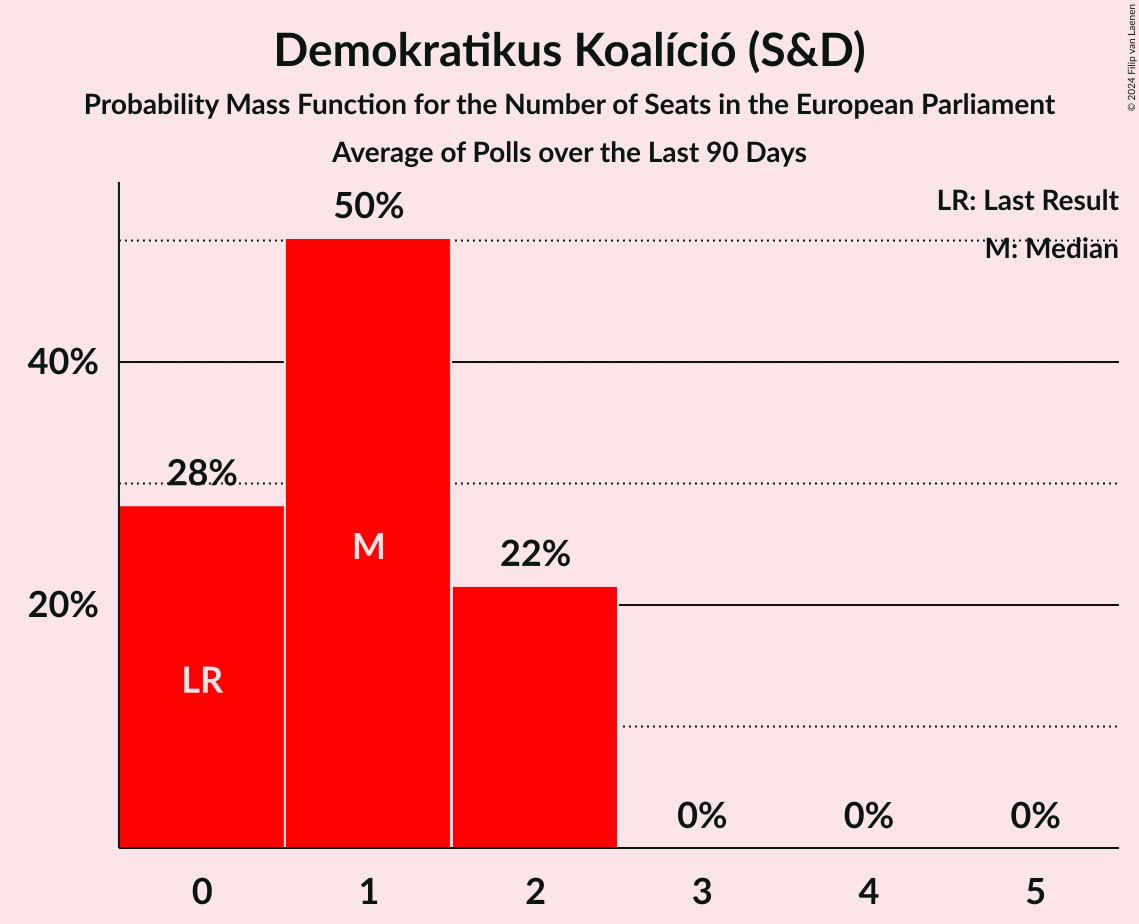 Demokratikus Koalíció (S&D)
Probability Mass Function for the Number of Seats in the European Parliament
Average of Polls over the Last 90 Days
© 2024 Filip van Laenen
LR: Last Result
M: Median
50%
40%
28%
22%
20%
M
LR
0% 0% 0%
0 1 2 3 4 5